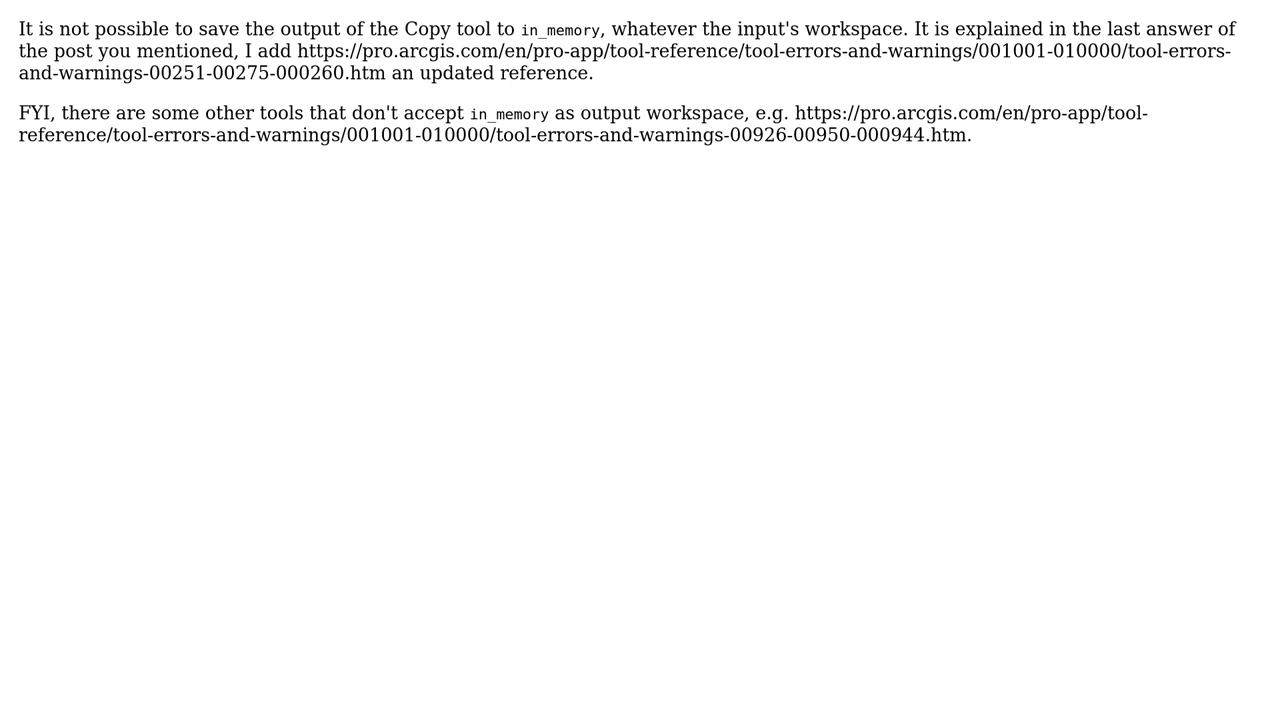 It is not possible to save the output of the Copy tool to in_memory, whatever the input's workspace. It is explained in the last answer of
the post you mentioned, I add https://pro.arcgis.com/en/pro-app/tool-reference/tool-errors-and-warnings/001001-010000/tool-errors-
and-warnings-00251-00275-000260.htm an updated reference.
FYI, there are some other tools that don't accept in_memory as output workspace, e.g. https://pro.arcgis.com/en/pro-app/tool-
reference/tool-errors-and-warnings/001001-010000/tool-errors-and-warnings-00926-00950-000944.htm.